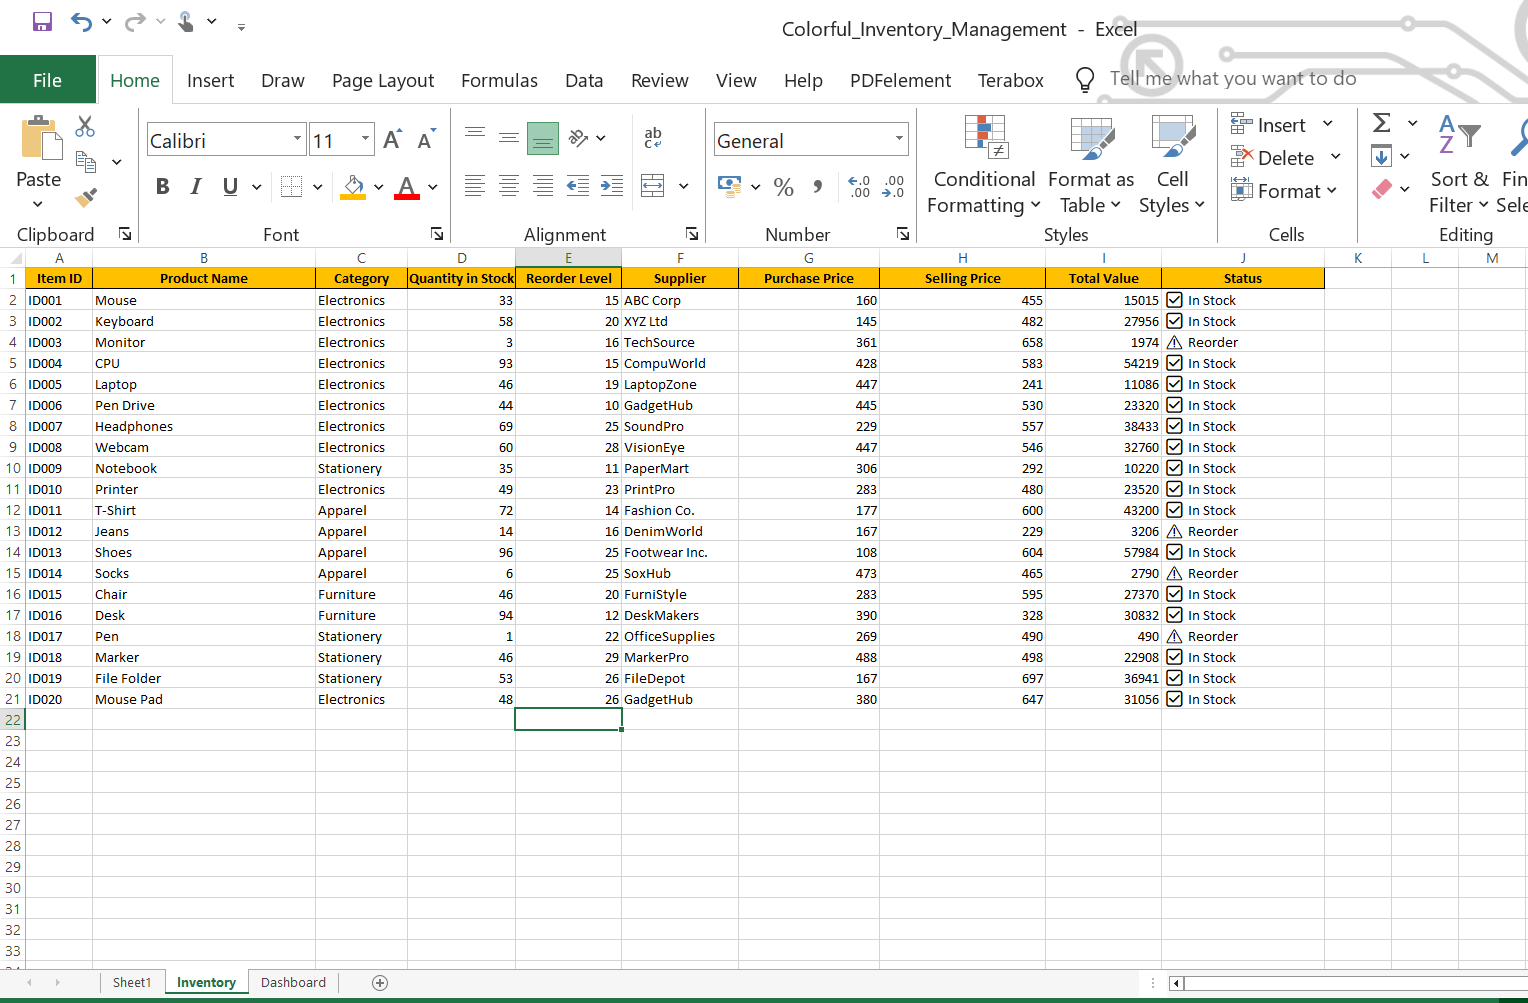 Colorful_Inventory_Management - Excel
File Home Insert Draw Page Layout Formulas Data Review View Help PDFelement Terabox Tell me what you want to do
Paste
Clipboard
Calibri 11
B I U
Font
ab
Alignment
General
% ,
Number
Conditional Formatting
Format as Table
Cell Styles
Styles
Insert
Delete
Format
Cells
Sort & Filter
Fin
Sele
Editing
A B C D E F G H I J K L M
1 Item ID Product Name Category Quantity in Stock Reorder Level Supplier Purchase Price Selling Price Total Value Status
2 ID001 Mouse Electronics 33 15 ABC Corp 160 455 15015 In Stock
3 ID002 Keyboard Electronics 58 20 XYZ Ltd 145 482 27956 In Stock
4 ID003 Monitor Electronics 3 16 TechSource 361 658 1974 Reorder
5 ID004 CPU Electronics 93 15 CompuWorld 428 583 54219 In Stock
6 ID005 Laptop Electronics 46 19 LaptopZone 447 241 11086 In Stock
7 ID006 Pen Drive Electronics 44 10 GadgetHub 445 530 23320 In Stock
8 ID007 Headphones Electronics 69 25 SoundPro 229 557 38433 In Stock
9 ID008 Webcam Electronics 60 28 VisionEye 447 546 32760 In Stock
10 ID009 Notebook Stationery 35 11 PaperMart 306 292 10220 In Stock
11 ID010 Printer Electronics 49 23 PrintPro 283 480 23520 In Stock
12 ID011 T-Shirt Apparel 72 14 Fashion Co. 177 600 43200 In Stock
13 ID012 Jeans Apparel 14 16 DenimWorld 167 229 3206 Reorder
14 ID013 Shoes Apparel 96 25 Footwear Inc. 108 604 57984 In Stock
15 ID014 Socks Apparel 6 25 SoxHub 473 465 2790 Reorder
16 ID015 Chair Furniture 46 20 FurniStyle 283 595 27370 In Stock
17 ID016 Desk Furniture 94 12 DeskMakers 390 328 30832 In Stock
18 ID017 Pen Stationery 1 22 OfficeSupplies 269 490 490 Reorder
19 ID018 Marker Stationery 46 29 MarkerPro 488 498 22908 In Stock
20 ID019 File Folder Stationery 53 26 FileDepot 167 697 36941 In Stock
21 ID020 Mouse Pad Electronics 48 26 GadgetHub 380 647 31056 In Stock
22
23
24
25
26
27
28
29
30
31
32
33
Sheet1 Inventory Dashboard